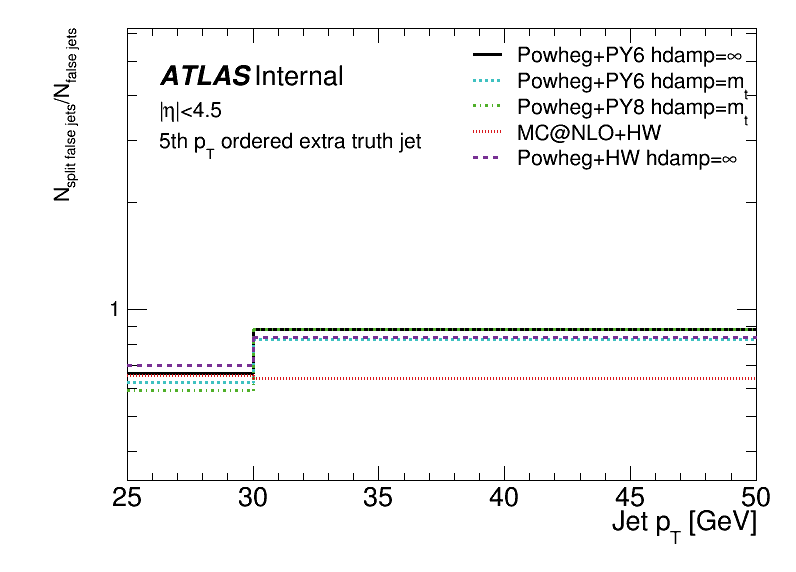 N split false jets/N false jets
Powheg+PY6 hdamp=∞
Powheg+PY6 hdamp=m_t
Powheg+PY8 hdamp=m_t
MC@NLO+HW
Powheg+HW hdamp=∞
ATLAS Internal
|η|<4.5
5th p_T ordered extra truth jet
1
25 30 35 40 45 50
Jet p_T [GeV]